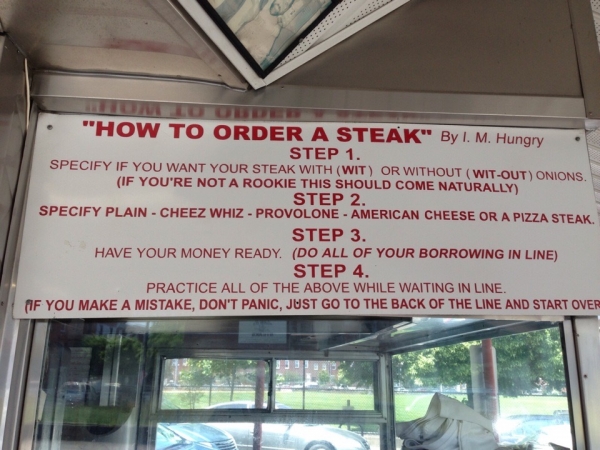 "HOW TO ORDER A STEAK" By I. M. Hungry
STEP 1.
SPECIFY IF YOU WANT YOUR STEAK WITH (WIT) OR WITHOUT (WIT-OUT) ONIONS.
(IF YOU'RE NOT A ROOKIE THIS SHOULD COME NATURALLY)
STEP 2.
SPECIFY PLAIN - CHEEZ WHIZ - PROVOLONE - AMERICAN CHEESE OR A PIZZA STEAK.
STEP 3.
HAVE YOUR MONEY READY. (DO ALL OF YOUR BORROWING IN LINE)
STEP 4.
PRACTICE ALL OF THE ABOVE WHILE WAITING IN LINE.
(IF YOU MAKE A MISTAKE, DON'T PANIC, JUST GO TO THE BACK OF THE LINE AND START OVER